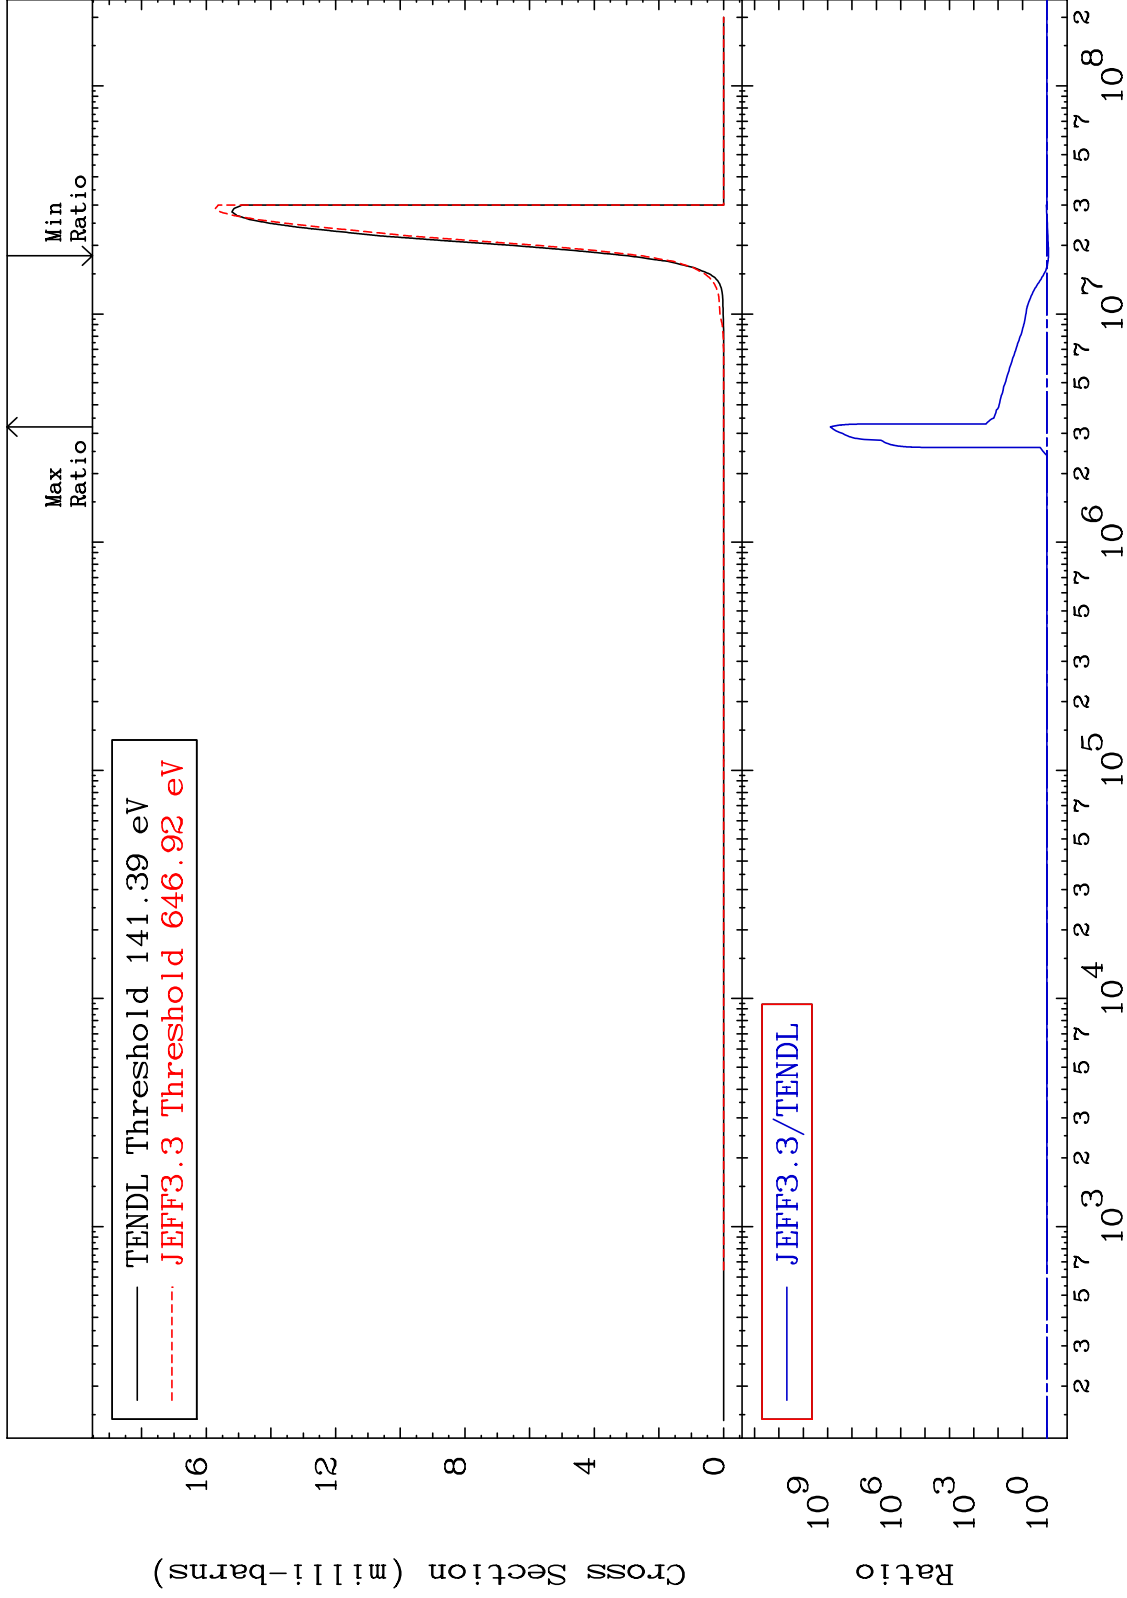 Min
Ratio
Max
Ratio
TENDL Threshold 141.39 eV
JEFF3.3 Threshold 646.92 eV
16
12
8
4
0
Cross Section (milli-barns)
JEFF3.3/TENDL
10^9
10^6
10^3
10^0
Ratio
2 3 5 7 10^3 2 3 5 7 10^4 2 3 5 7 10^5 2 3 5 7 10^6 2 3 5 7 10^7 2 3 5 7 10^8 2